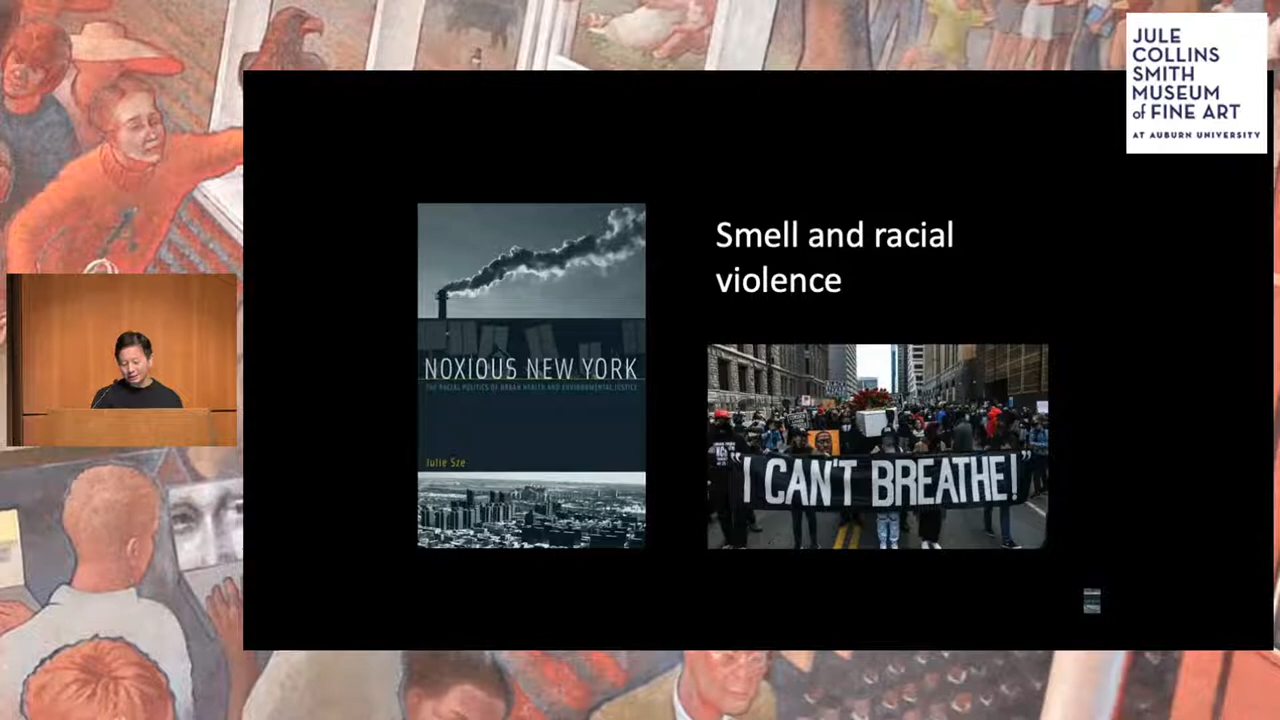 JULE
COLLINS
SMITH
MUSEUM
of FINE ART
AT AUBURN UNIVERSITY
Smell and racial
violence
NOXIOUS NEW YORK
THE RACIAL POLITICS OF URBAN HEALTH AND ENVIRONMENTAL JUSTICE
Julie Sze
"I CAN'T BREATHE!"